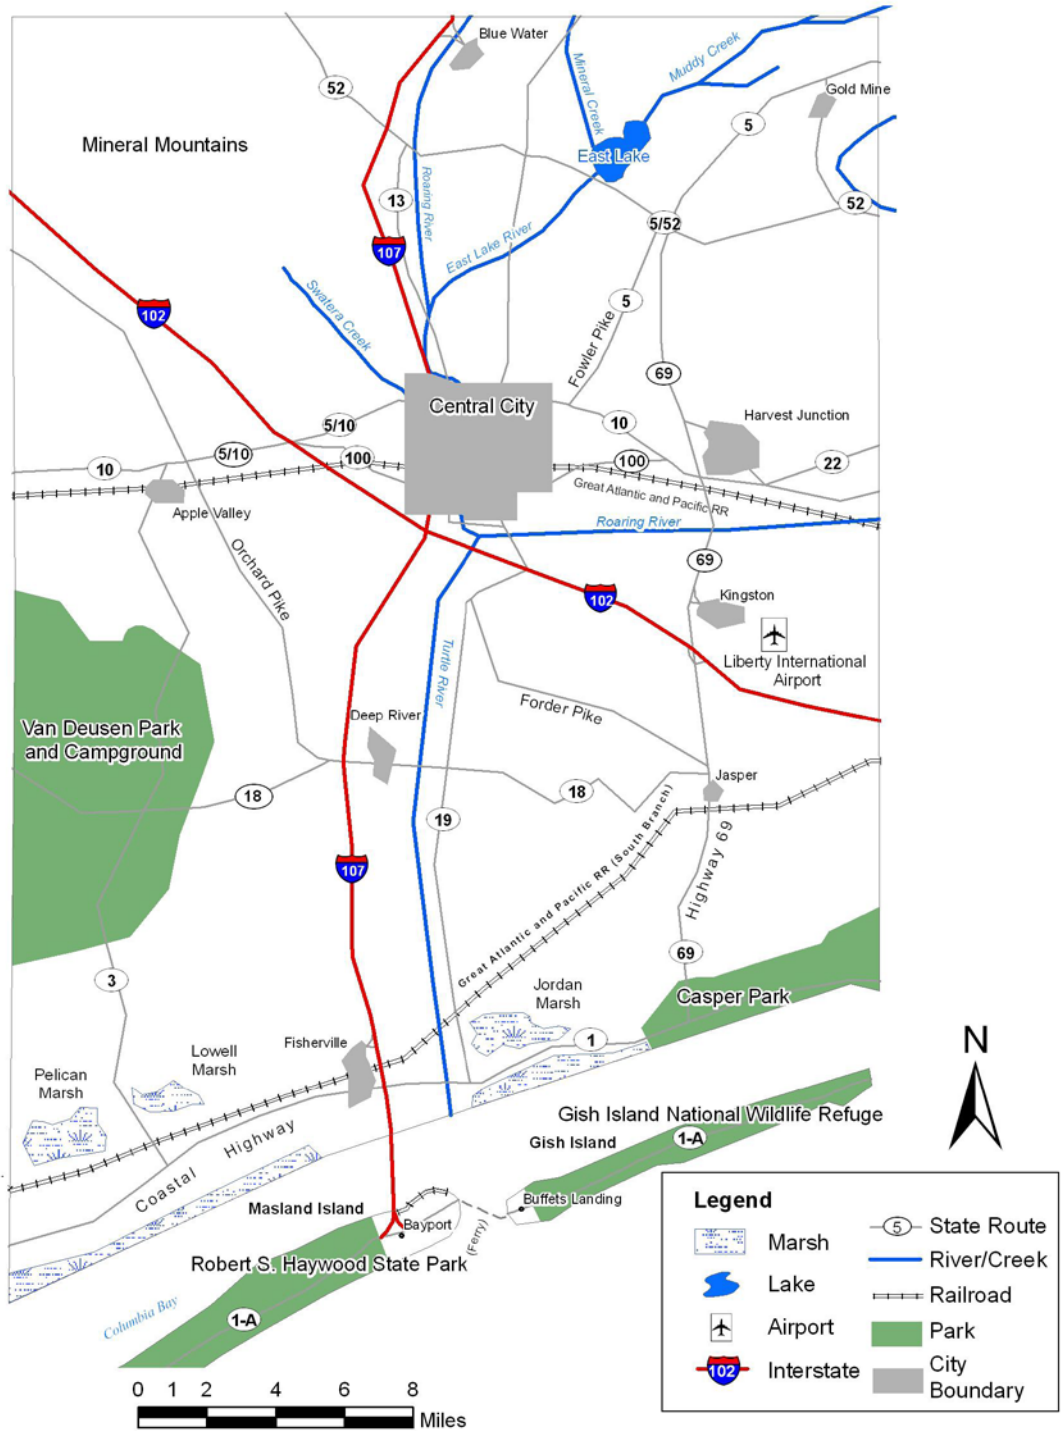 Blue Water
52
Mineral Creek
Muddy Creek
Gold Mine
5
Mineral Mountains
East Lake
13
Roaring River
52
5/52
107
East Lake River
Swatera Creek
5
102
Fowler Pike
69
Central City
Harvest Junction
5/10
10
5/10
100
10
100
22
Great Atlantic and Pacific RR
Apple Valley
Roaring River
Orchard Pike
69
102
Kingston
Liberty International
Airport
Turtle River
Forder Pike
Deep River
Van Deusen Park
and Campground
18
18
Jasper
19
Highway 69
107
Great Atlantic and Pacific RR (South Branch)
69
3
Jordan
Marsh
Casper Park
Fisherville
1
Lowell
Marsh
Pelican
Marsh
Gish Island National Wildlife Refuge
1-A
Gish Island
Coastal Highway
N
Masland Island
Buffets Landing
Bayport
(Ferry)
Robert S. Haywood State Park
Columbia Bay
1-A
0 1 2 4 6 8
Miles
Legend
Marsh
Lake
Airport
102
Interstate
5
State Route
River/Creek
Railroad
Park
City
Boundary